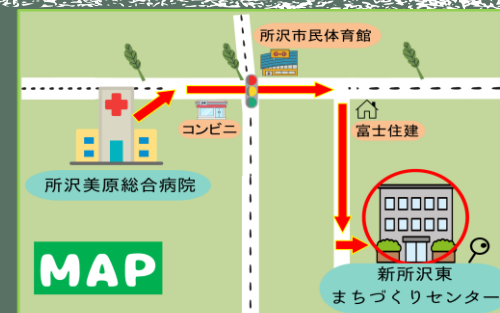 所沢市民体育館
コンビニ
富士住建
所沢美原総合病院
MAP
新所沢東
まちづくりセンター